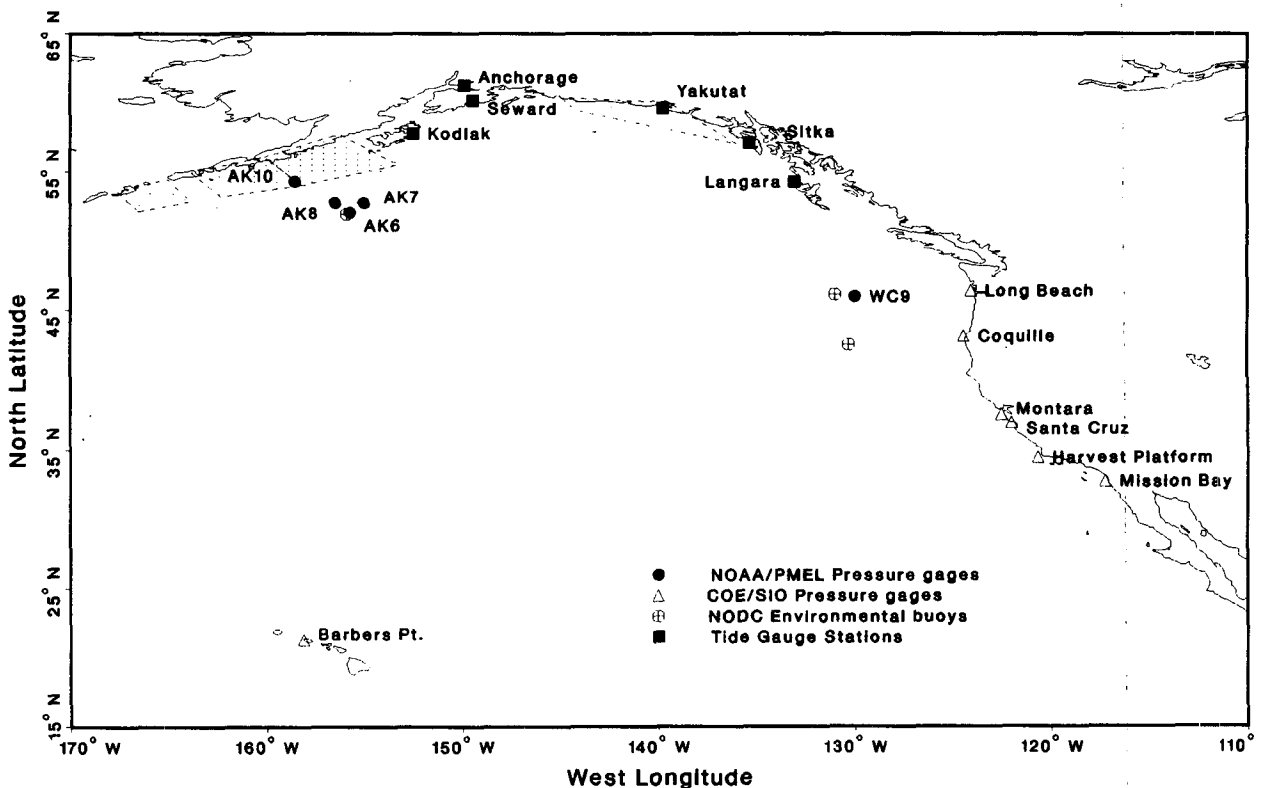 65° N
55° N
45° N
35° N
25° N
15° N
North Latitude
Anchorage
Seward
Kodiak
Yakutat
Sitka
Langara
AK10
AK7
AK8
AK6
WC9
Long Beach
Coquille
Montara
Santa Cruz
Harvest Platform
Mission Bay
NOAA/PMEL Pressure gages
COE/SIO Pressure gages
NODC Environmental buoys
Tide Gauge Stations
Barbers Pt.
170° W
160° W
150° W
140° W
130° W
120° W
110°
West Longitude